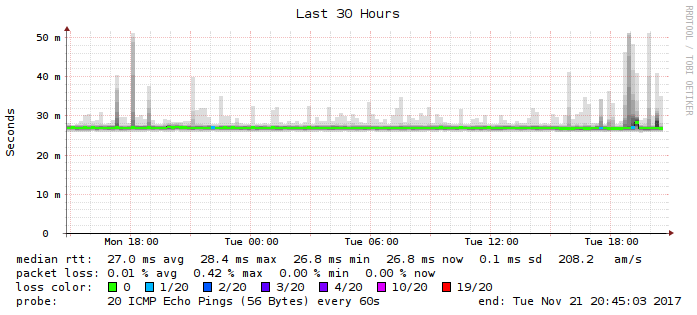 Last 30 Hours
RRDTOOL / TOBI OETIKER
Seconds
50 m
40 m
30 m
20 m
10 m
0
Mon 18:00 Tue 00:00 Tue 06:00 Tue 12:00 Tue 18:00
median rtt: 27.0 ms avg 28.4 ms max 26.8 ms min 26.8 ms now 0.1 ms sd 208.2 am/s
packet loss: 0.01 % avg 0.42 % max 0.00 % min 0.00 % now
loss color: 0 1/20 2/20 3/20 4/20 10/20 19/20
probe: 20 ICMP Echo Pings (56 Bytes) every 60s end: Tue Nov 21 20:45:03 2017